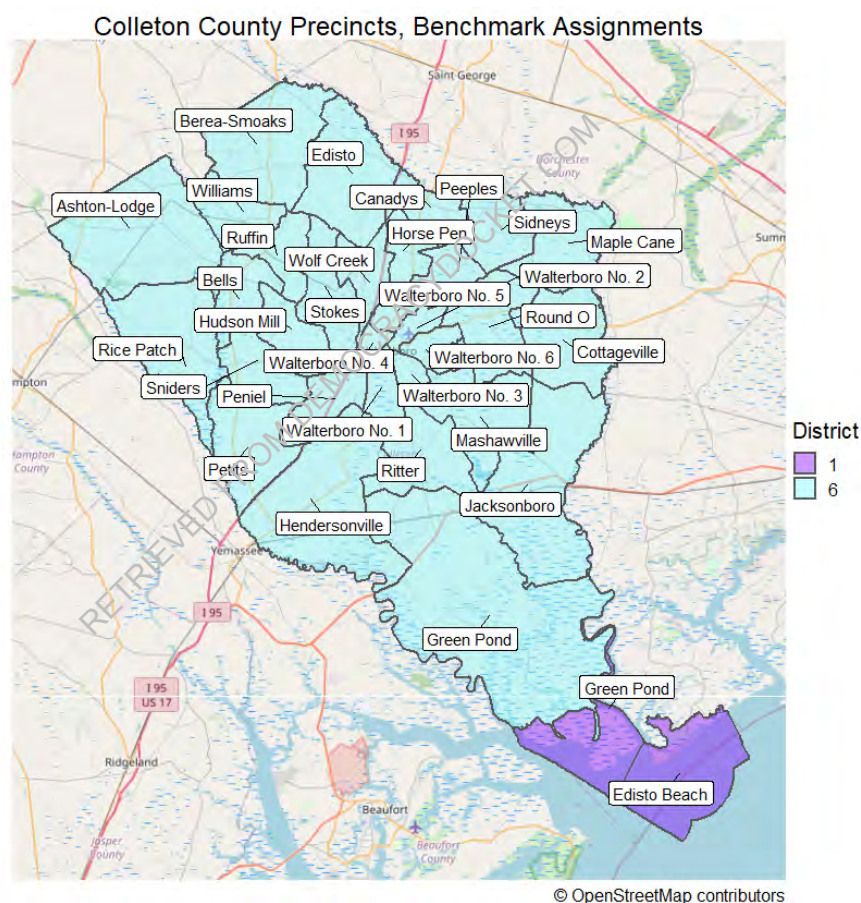 Colleton County Precincts, Benchmark Assignments
Saint George
Berea-Smoaks
I 95
Edisto
Dorchester
County
Peeples
Williams
Canadys
Ashton-Lodge
Sidneys
Ruffin
Horse Pen
Maple Cane
Summ
Wolf Creek
Bells
Walterboro No. 2
Walterboro No. 5
Stokes
Hudson Mill
Round O
Rice Patch
Cottageville
Walterboro No. 4
Walterboro No. 6
mpton
Sniders
Peniel
Walterboro No. 3
Walterboro No. 1
Mashawville
District
1
6
Hampton
County
Petits
Ritter
Jacksonboro
Hendersonville
Yemassee
I 95
Green Pond
I 95
US 17
Green Pond
Ridgeland
Edisto Beach
Beaufort
Jasper
County
Beaufort
County
RETRIEVED FROM DEMOCRACYDOCKET.COM
© OpenStreetMap contributors